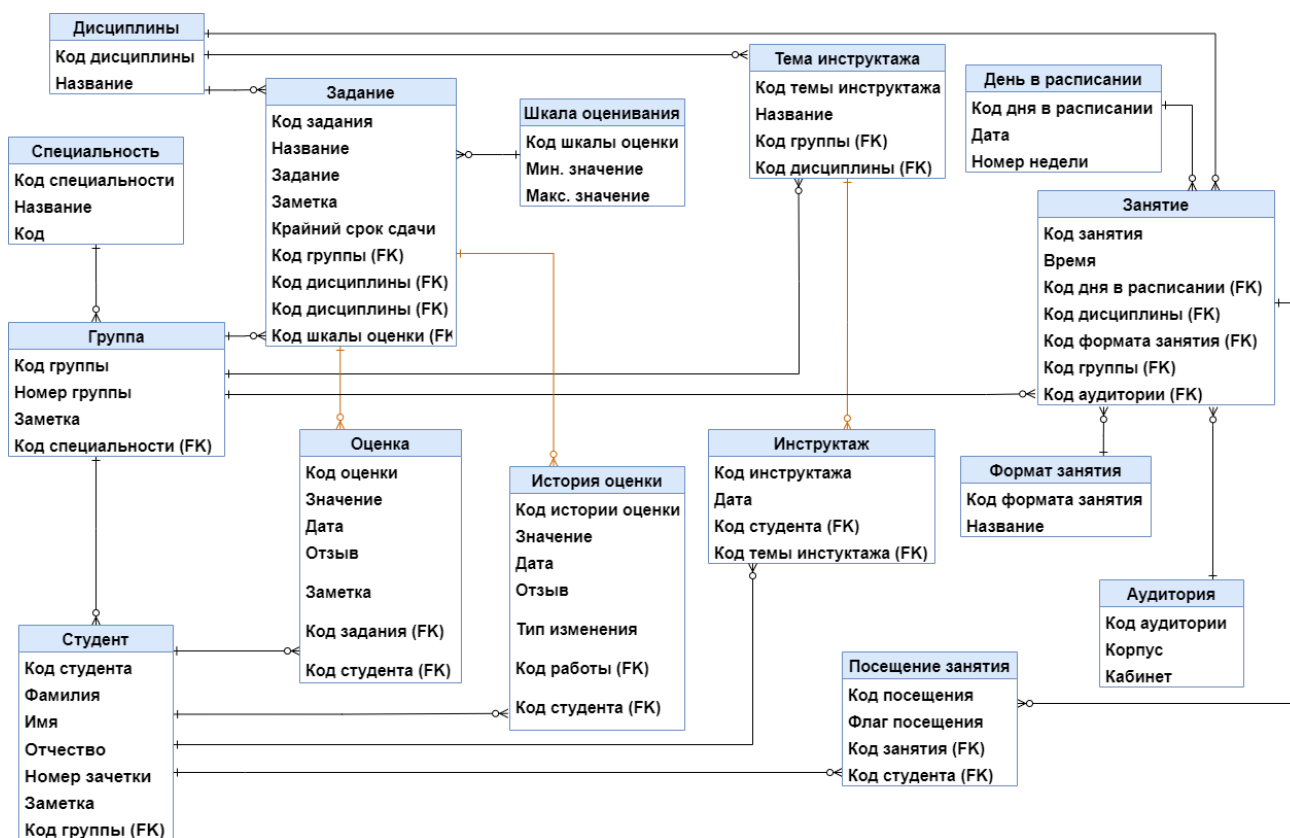 Дисциплины
Код дисциплины
Название
Специальность
Код специальности
Название
Код
Группа
Код группы
Номер группы
Заметка
Код специальности (FK)
Студент
Код студента
Фамилия
Имя
Отчество
Номер зачетки
Заметка
Код группы (FK)
Задание
Код задания
Название
Задание
Заметка
Крайний срок сдачи
Код группы (FK)
Код дисциплины (FK)
Код дисциплины (FK)
Код шкалы оценки (FK
Шкала оценивания
Код шкалы оценки
Мин. значение
Макс. значение
Оценка
Код оценки
Значение
Дата
Отзыв
Заметка
Код задания (FK)
Код студента (FK)
История оценки
Код истории оценки
Значение
Дата
Отзыв
Тип изменения
Код работы (FK)
Код студента (FK)
Тема инструктажа
Код темы инструктажа
Название
Код группы (FK)
Код дисциплины (FK)
Инструктаж
Код инструктажа
Дата
Код студента (FK)
Код темы инстуктажа (FK)
День в расписании
Код дня в расписании
Дата
Номер недели
Занятие
Код занятия
Время
Код дня в расписании (FK)
Код дисциплины (FK)
Код формата занятия (FK)
Код группы (FK)
Код аудитории (FK)
Формат занятия
Код формата занятия
Название
Аудитория
Код аудитории
Корпус
Кабинет
Посещение занятия
Код посещения
Флаг посещения
Код занятия (FK)
Код студента (FK)